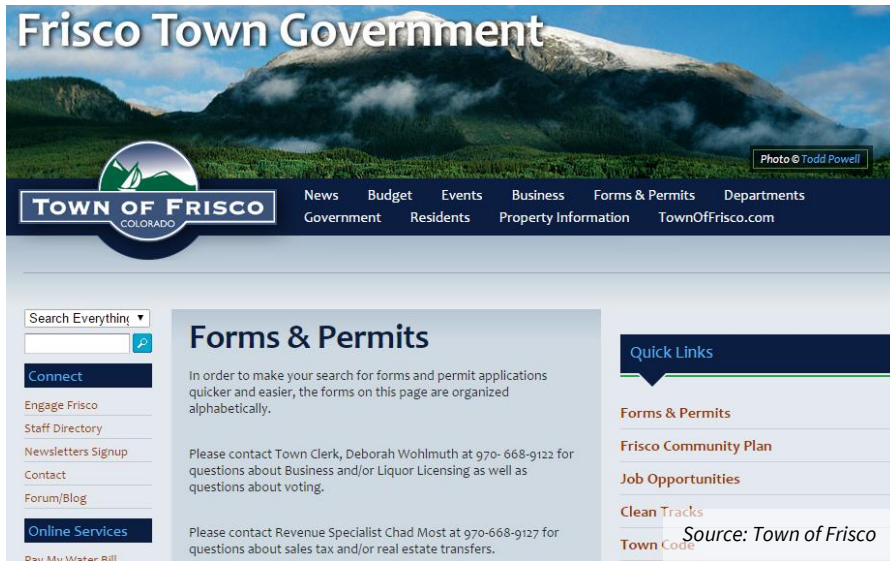 Frisco Town Government
Photo © Todd Powell
TOWN OF FRISCO
COLORADO
News Budget Events Business Forms & Permits Departments
Government Residents Property Information TownOfFrisco.com
Search Everything
Connect
Engage Frisco
Staff Directory
Newsletters Signup
Contact
Forum/Blog
Online Services
Pay My Water Bill
Forms & Permits
In order to make your search for forms and permit applications
quicker and easier, the forms on this page are organized
alphabetically.
Please contact Town Clerk, Deborah Wohlmuth at 970- 668-9122 for
questions about Business and/or Liquor Licensing as well as
questions about voting.
Please contact Revenue Specialist Chad Most at 970-668-9127 for
questions about sales tax and/or real estate transfers.
Quick Links
Forms & Permits
Frisco Community Plan
Job Opportunities
Clean Tracks
Town Code
Source: Town of Frisco